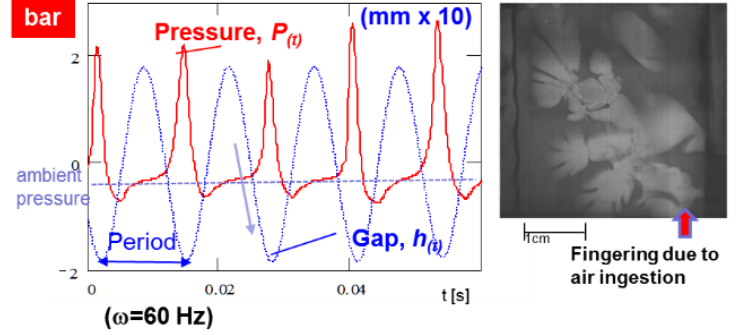 bar
Pressure, P(t)
(mm x 10)
2
0
ambient
pressure
Period
Gap, h(t)
-2
0
0.02
0.04
t [s]
(ω=60 Hz)
1cm
Fingering due to
air ingestion